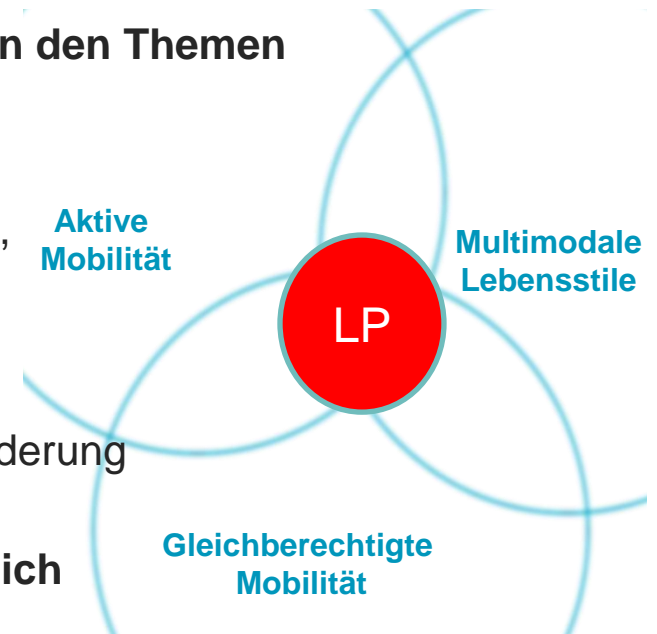 n den Themen
Aktive
Mobilität
,
Multimodale
Lebensstile
LP
derung
Gleichberechtigte
Mobilität
ich